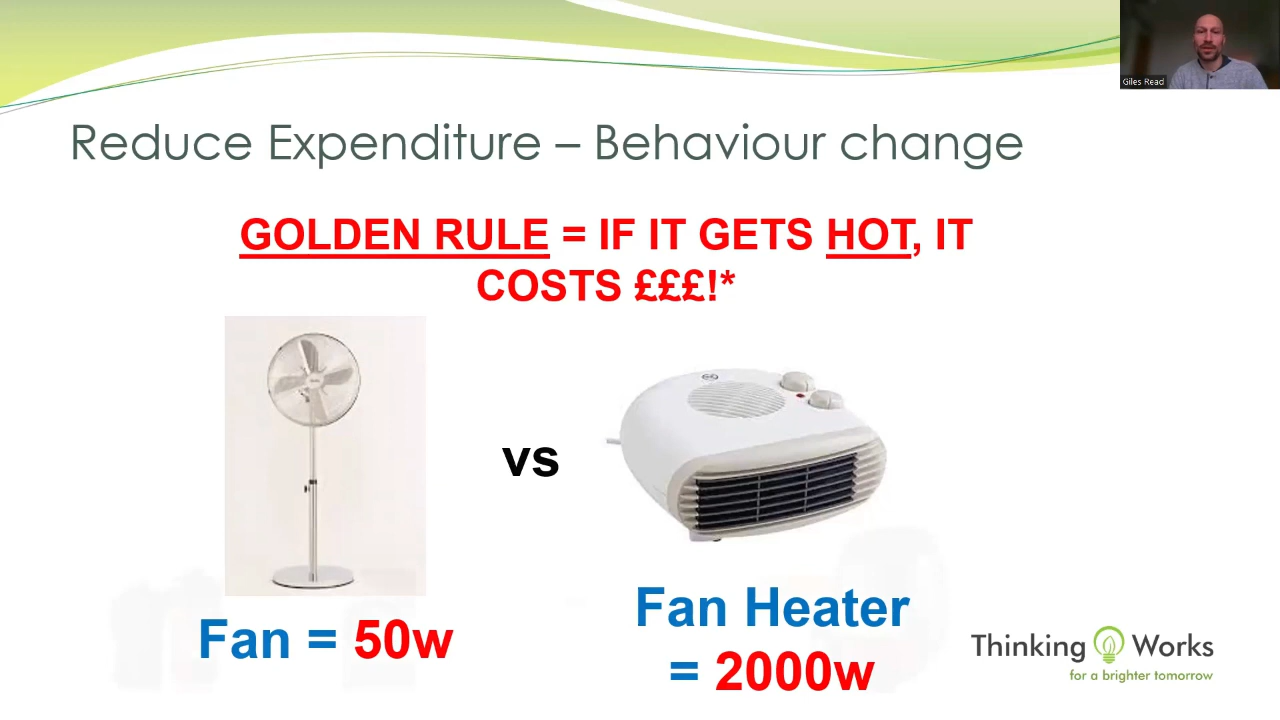 Giles Read
Reduce Expenditure – Behaviour change
GOLDEN RULE = IF IT GETS HOT, IT
COSTS £££!*
vs
Fan = 50w
Fan Heater
= 2000w
Thinking Works
for a brighter tomorrow